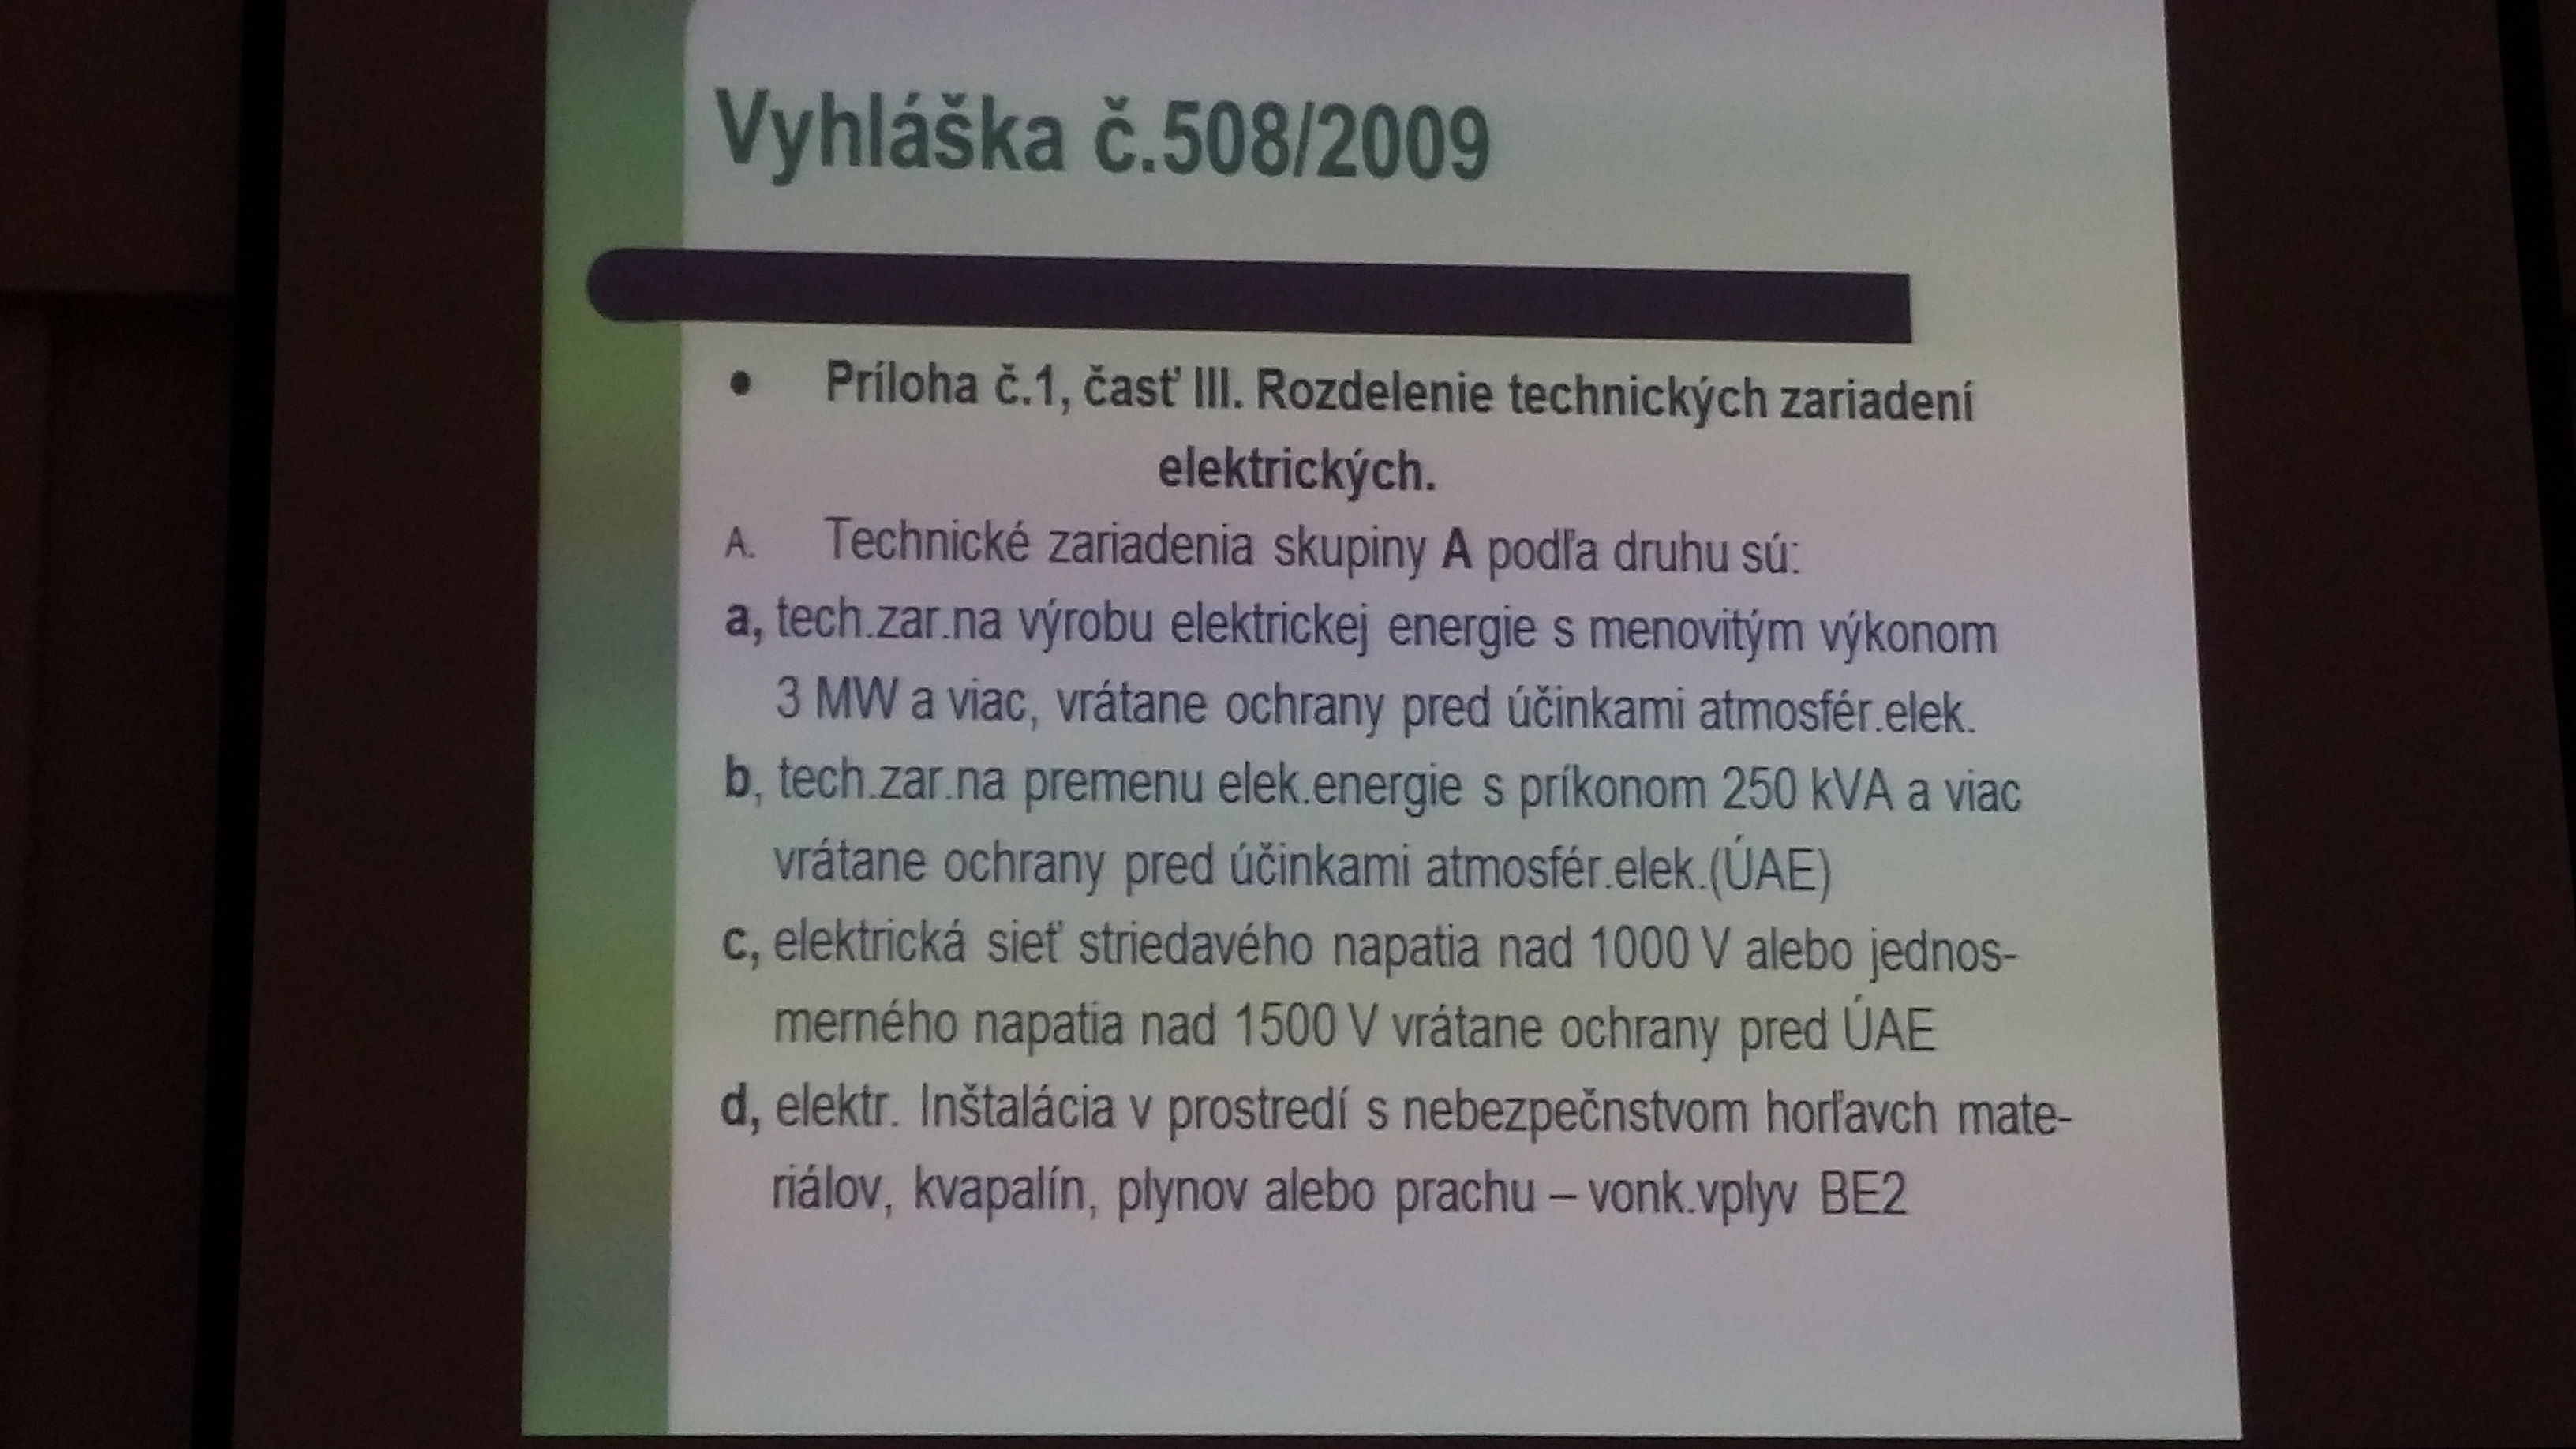 Vyhláška č.508/2009
• Príloha č.1, časť III. Rozdelenie technických zariadení
elektrických.
A. Technické zariadenia skupiny A podľa druhu sú:
a, tech.zar.na výrobu elektrickej energie s menovitým výkonom
3 MW a viac, vrátane ochrany pred účinkami atmosfér.elek.
b, tech.zar.na premenu elek.energie s príkonom 250 kVA a viac
vrátane ochrany pred účinkami atmosfér.elek.(ÚAE)
c, elektrická sieť striedavého napatia nad 1000 V alebo jednos-
merného napatia nad 1500 V vrátane ochrany pred ÚAE
d, elektr. Inštalácia v prostredí s nebezpečnstvom horľavch mate-
riálov, kvapalín, plynov alebo prachu – vonk.vplyv BE2